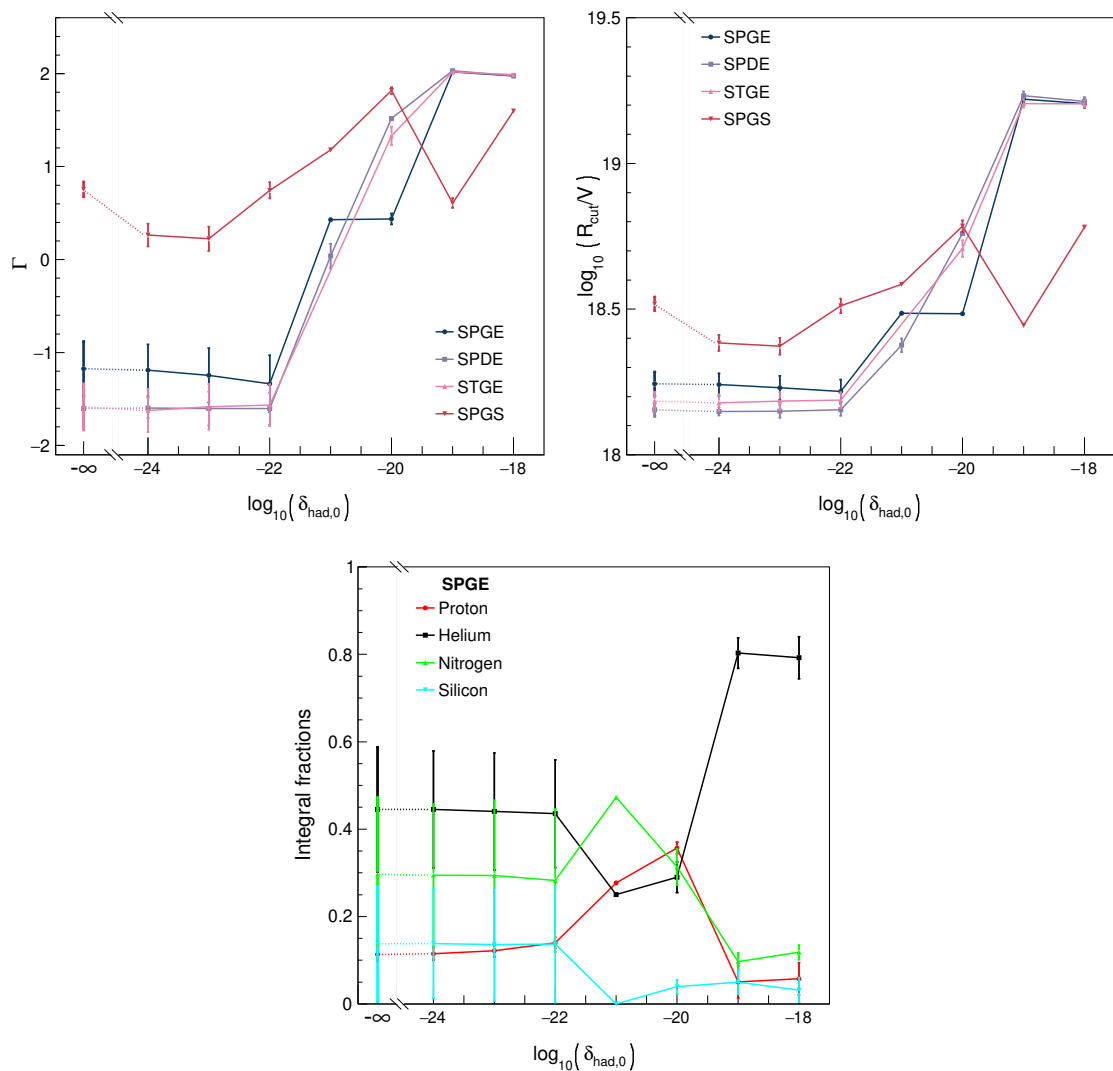 Γ
2
1
0
−1
−2
SPGE
SPDE
STGE
SPGS
-∞ −24 −22 −20 −18
log₁₀(δhad,0)
log₁₀(Rcut/V)
19.5
19
18.5
18
SPGE
SPDE
STGE
SPGS
-∞ −24 −22 −20 −18
log₁₀(δhad,0)
Integral fractions
1
0.8
0.6
0.4
0.2
0
SPGE
Proton
Helium
Nitrogen
Silicon
-∞ −24 −22 −20 −18
log₁₀(δhad,0)